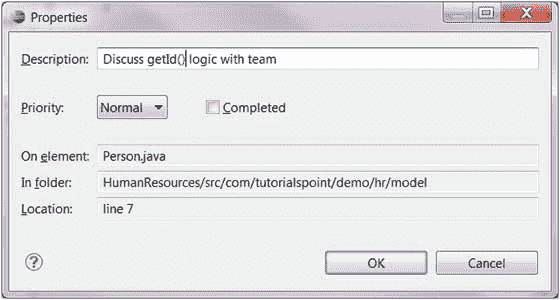 Properties
Description: Discuss getId() logic with team
Priority: Normal Completed
On element: Person.java
In folder: HumanResources/src/com/tutorialspoint/demo/hr/model
Location: line 7
? OK Cancel